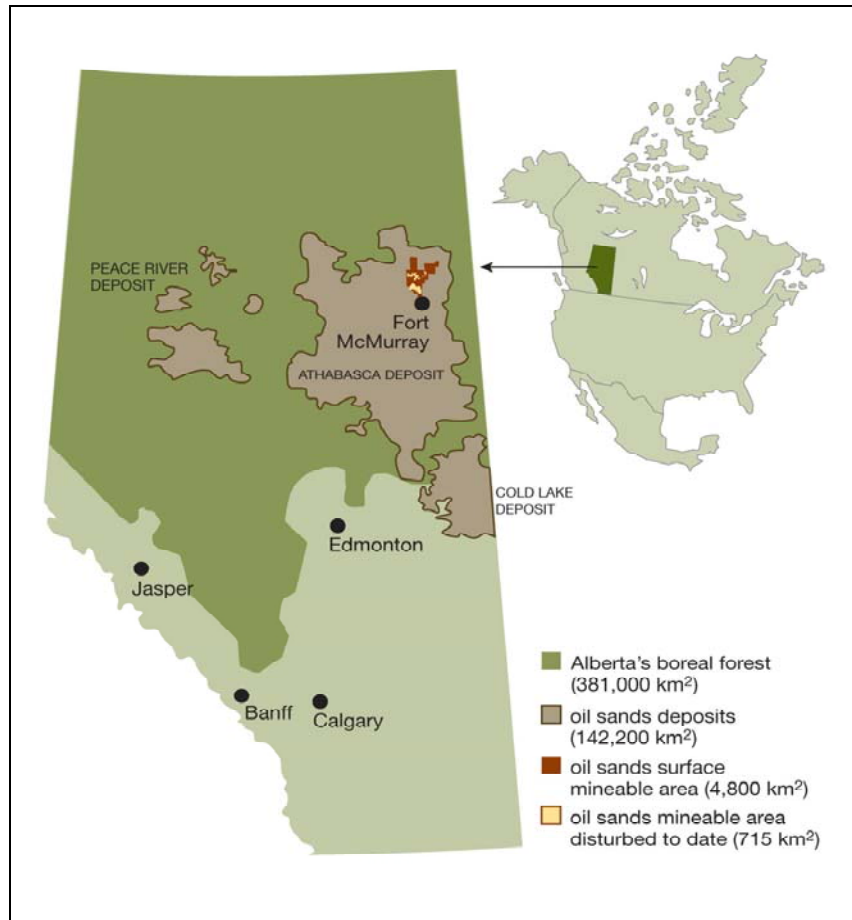 PEACE RIVER
DEPOSIT
Fort
McMurray
ATHABASCA DEPOSIT
COLD LAKE
DEPOSIT
Edmonton
Jasper
Banff
Calgary
Alberta's boreal forest
(381,000 km²)
oil sands deposits
(142,200 km²)
oil sands surface
mineable area (4,800 km²)
oil sands mineable area
disturbed to date (715 km²)